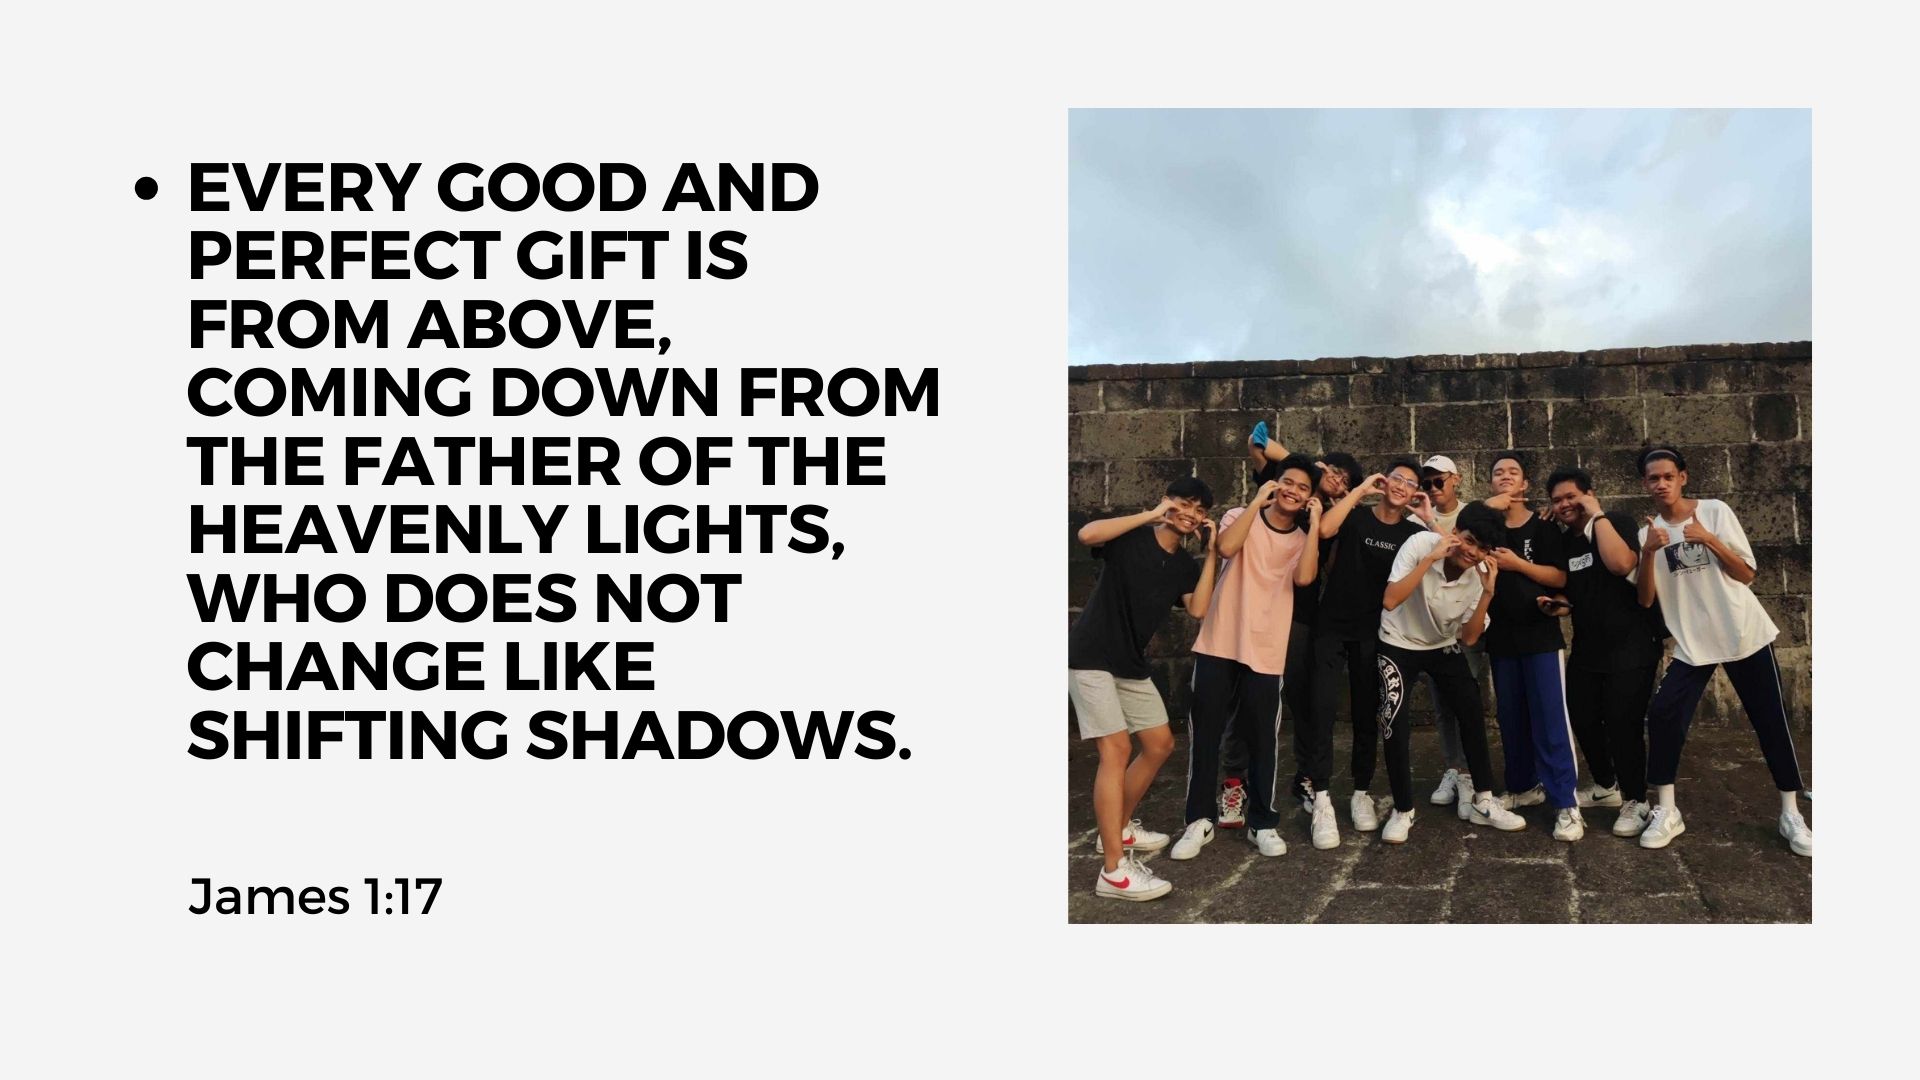 • EVERY GOOD AND
PERFECT GIFT IS
FROM ABOVE,
COMING DOWN FROM
THE FATHER OF THE
HEAVENLY LIGHTS,
WHO DOES NOT
CHANGE LIKE
SHIFTING SHADOWS.
James 1:17
CLASSIC